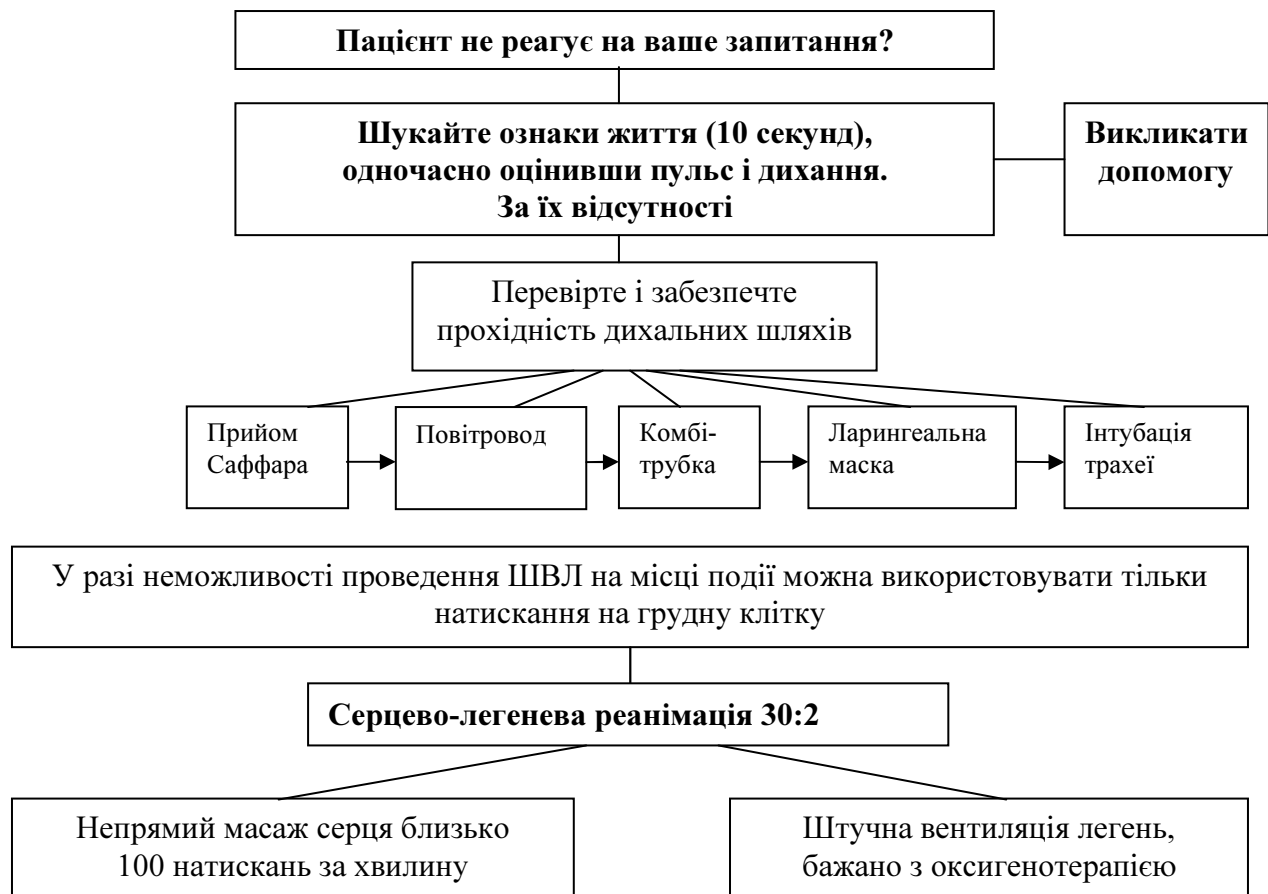 Пацієнт не реагує на ваше запитання?
Шукайте ознаки життя (10 секунд),
одночасно оцінивши пульс і дихання.
За їх відсутності
Викликати
допомогу
Перевірте і забезпечте
прохідність дихальних шляхів
Прийом
Саффара
Повітровод
Комбі-
трубка
Ларингеальна
маска
Інтубація
трахеї
У разі неможливості проведення ШВЛ на місці події можна використовувати тільки
натискання на грудну клітку
Серцево-легенева реанімація 30:2
Непрямий масаж серця близько
100 натискань за хвилину
Штучна вентиляція легень,
бажано з оксигенотерапією